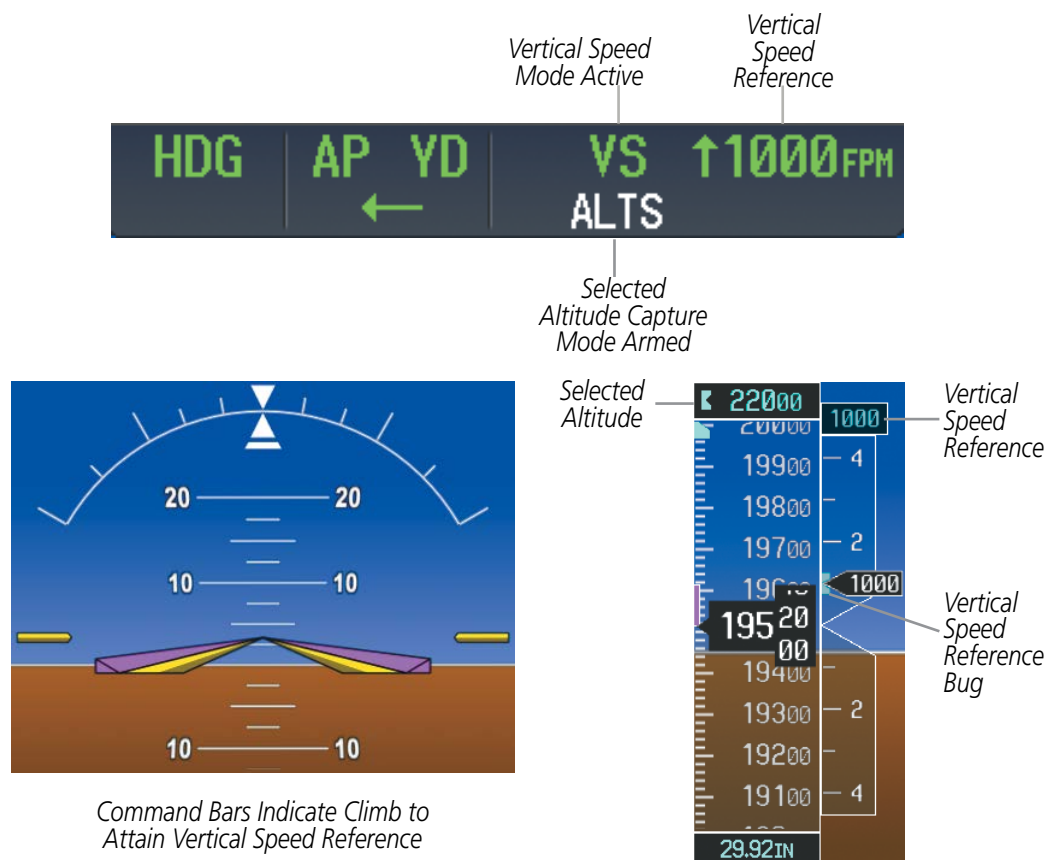 Vertical Speed
Mode Active
Vertical
Speed
Reference
HDG AP YD VS ↑1000FPM
← ALTS
Selected
Altitude Capture
Mode Armed
20 20
10 10
10 10
Command Bars Indicate Climb to
Attain Vertical Speed Reference
Selected
Altitude
22000
1000
20000
19900
4
19800
19700
2
1000
195 20
00
19400
19300
2
19200
19100
4
29.92IN
Vertical
Speed
Reference
Vertical
Speed
Reference
Bug